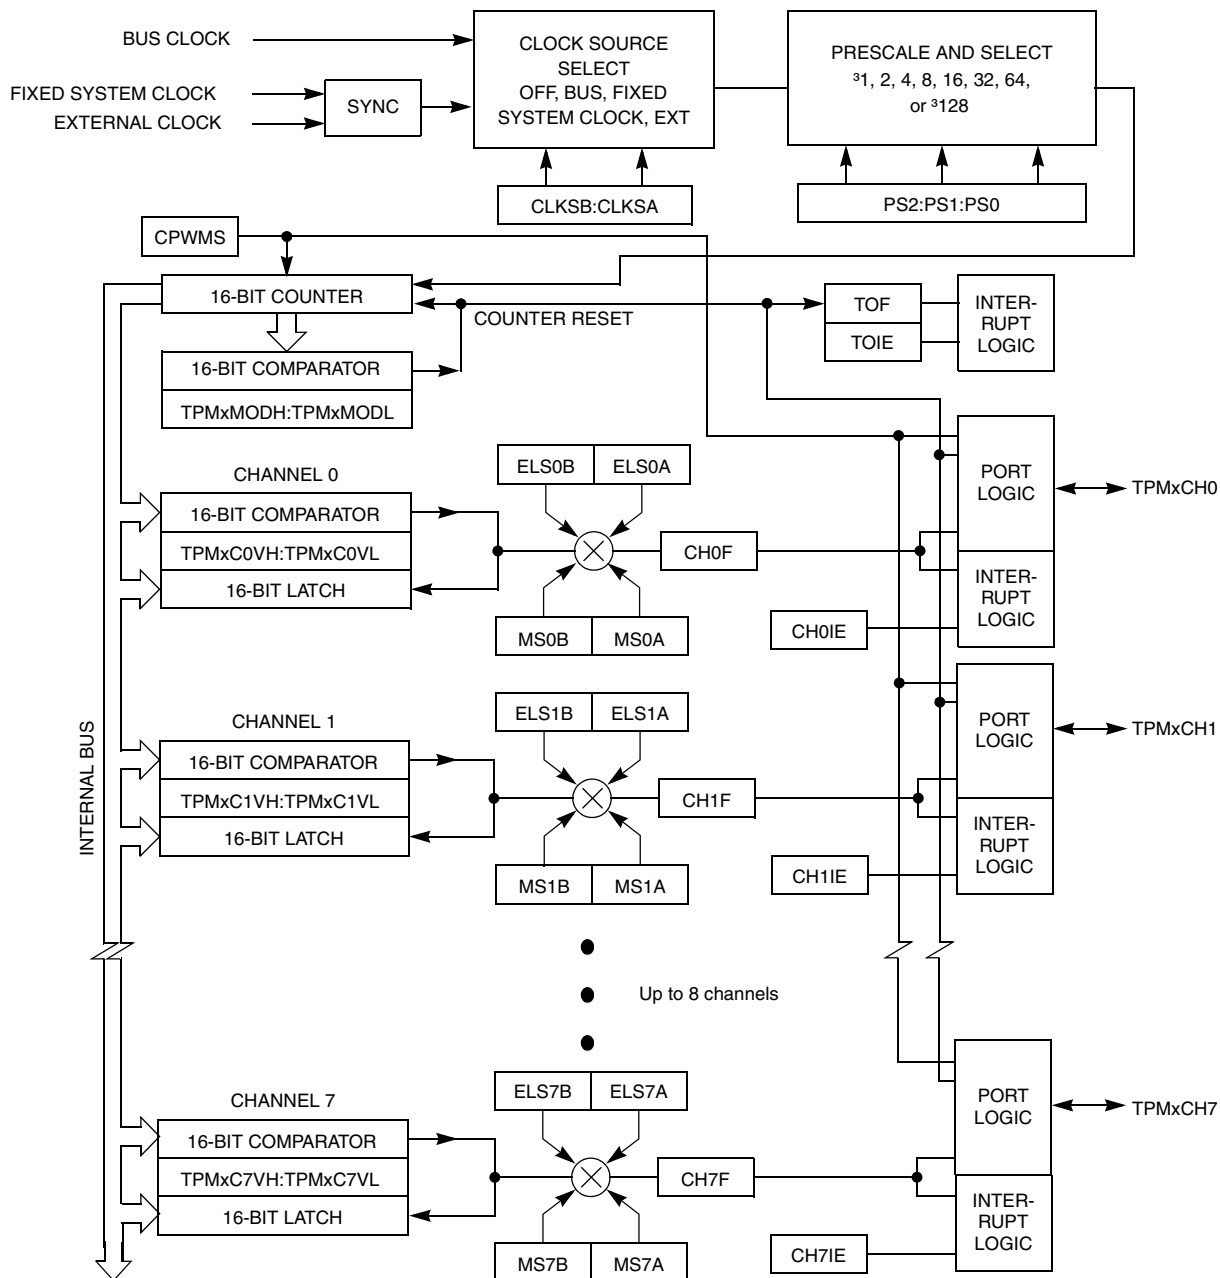 BUS CLOCK
FIXED SYSTEM CLOCK
EXTERNAL CLOCK
SYNC
CLOCK SOURCE
SELECT
OFF, BUS, FIXED
SYSTEM CLOCK, EXT
PRESCALE AND SELECT
³1, 2, 4, 8, 16, 32, 64,
or ³128
CLKSB:CLKSA
PS2:PS1:PS0
CPWMS
16-BIT COUNTER
COUNTER RESET
TOF
TOIE
INTER-
RUPT
LOGIC
16-BIT COMPARATOR
TPMxMODH:TPMxMODL
INTERNAL BUS
CHANNEL 0
16-BIT COMPARATOR
TPMxC0VH:TPMxC0VL
16-BIT LATCH
ELS0B
ELS0A
MS0B
MS0A
CH0F
CH0IE
PORT
LOGIC
INTER-
RUPT
LOGIC
TPMxCH0
CHANNEL 1
16-BIT COMPARATOR
TPMxC1VH:TPMxC1VL
16-BIT LATCH
ELS1B
ELS1A
MS1B
MS1A
CH1F
CH1IE
PORT
LOGIC
INTER-
RUPT
LOGIC
TPMxCH1
Up to 8 channels
CHANNEL 7
16-BIT COMPARATOR
TPMxC7VH:TPMxC7VL
16-BIT LATCH
ELS7B
ELS7A
MS7B
MS7A
CH7F
CH7IE
PORT
LOGIC
INTER-
RUPT
LOGIC
TPMxCH7